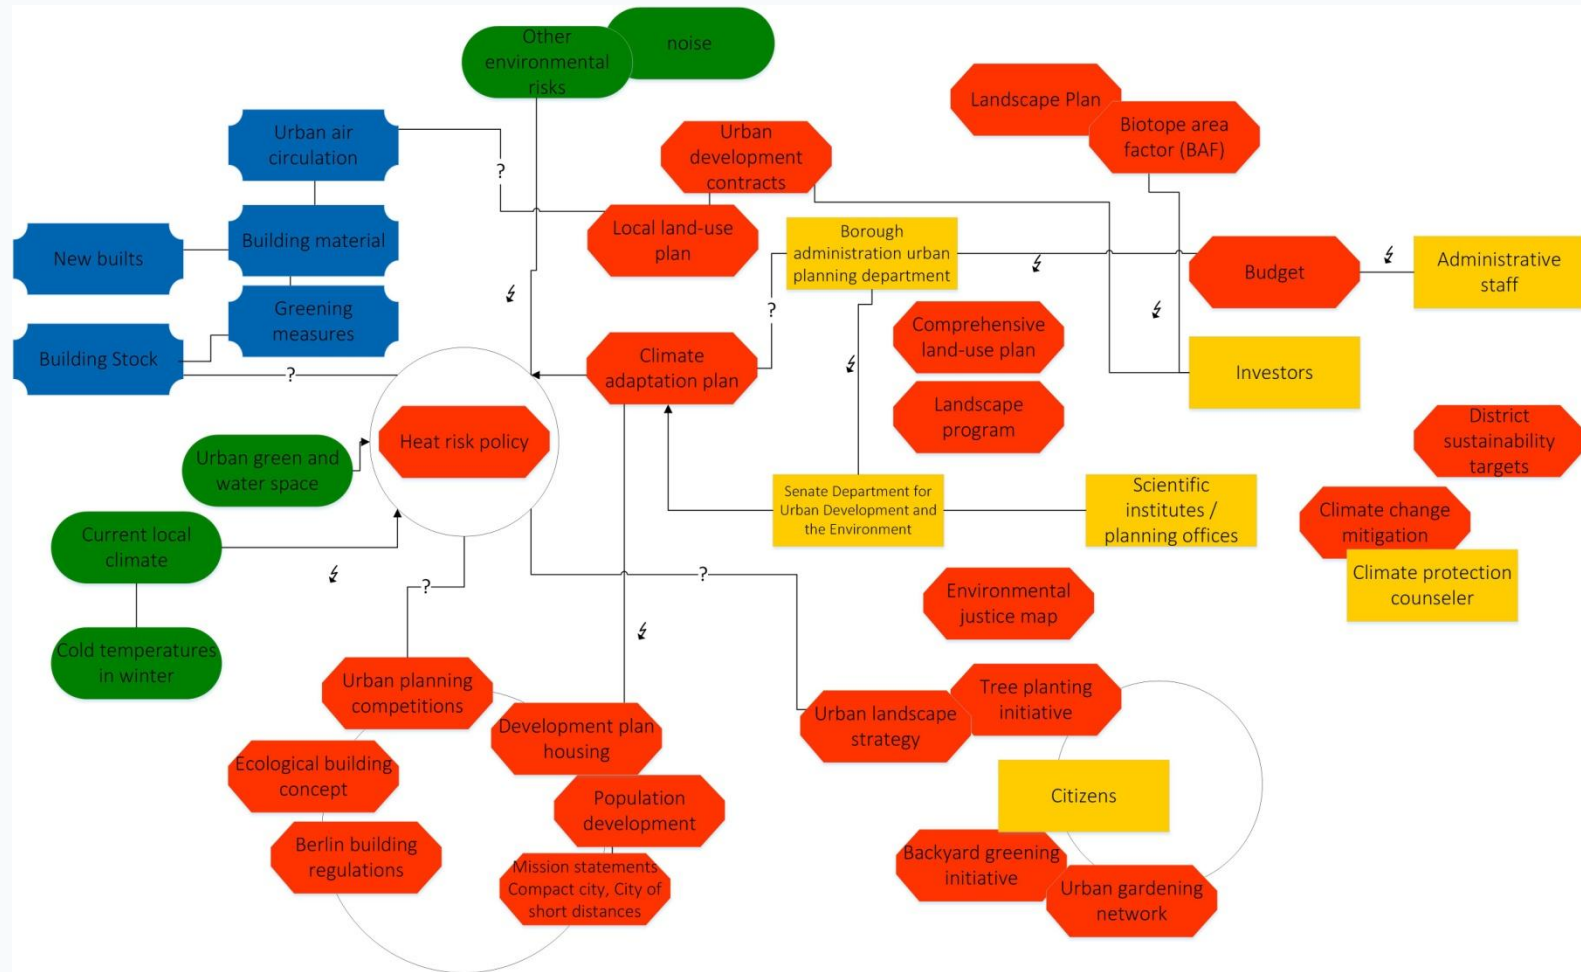 Other
environmental
risks
noise
Urban air
circulation
?
Urban
development
contracts
Landscape Plan
Biotope area
factor (BAF)
New builts
Building material
Local land-use
plan
Borough
administration urban
planning department
Budget
Administrative
staff
Greening
measures
Building Stock
?
?
Climate
adaptation plan
Comprehensive
land-use plan
Investors
Heat risk policy
Landscape
program
District
sustainability
targets
Urban green and
water space
Senate Department for
Urban Development and
the Environment
Scientific
institutes /
planning offices
Climate change
mitigation
Climate protection
counseler
Current local
climate
?
?
Environmental
justice map
Cold temperatures
in winter
Urban planning
competitions
Development plan
housing
Urban landscape
strategy
Tree planting
initiative
Ecological building
concept
Population
development
Citizens
Berlin building
regulations
Mission statements
Compact city, City of
short distances
Backyard greening
initiative
Urban gardening
network